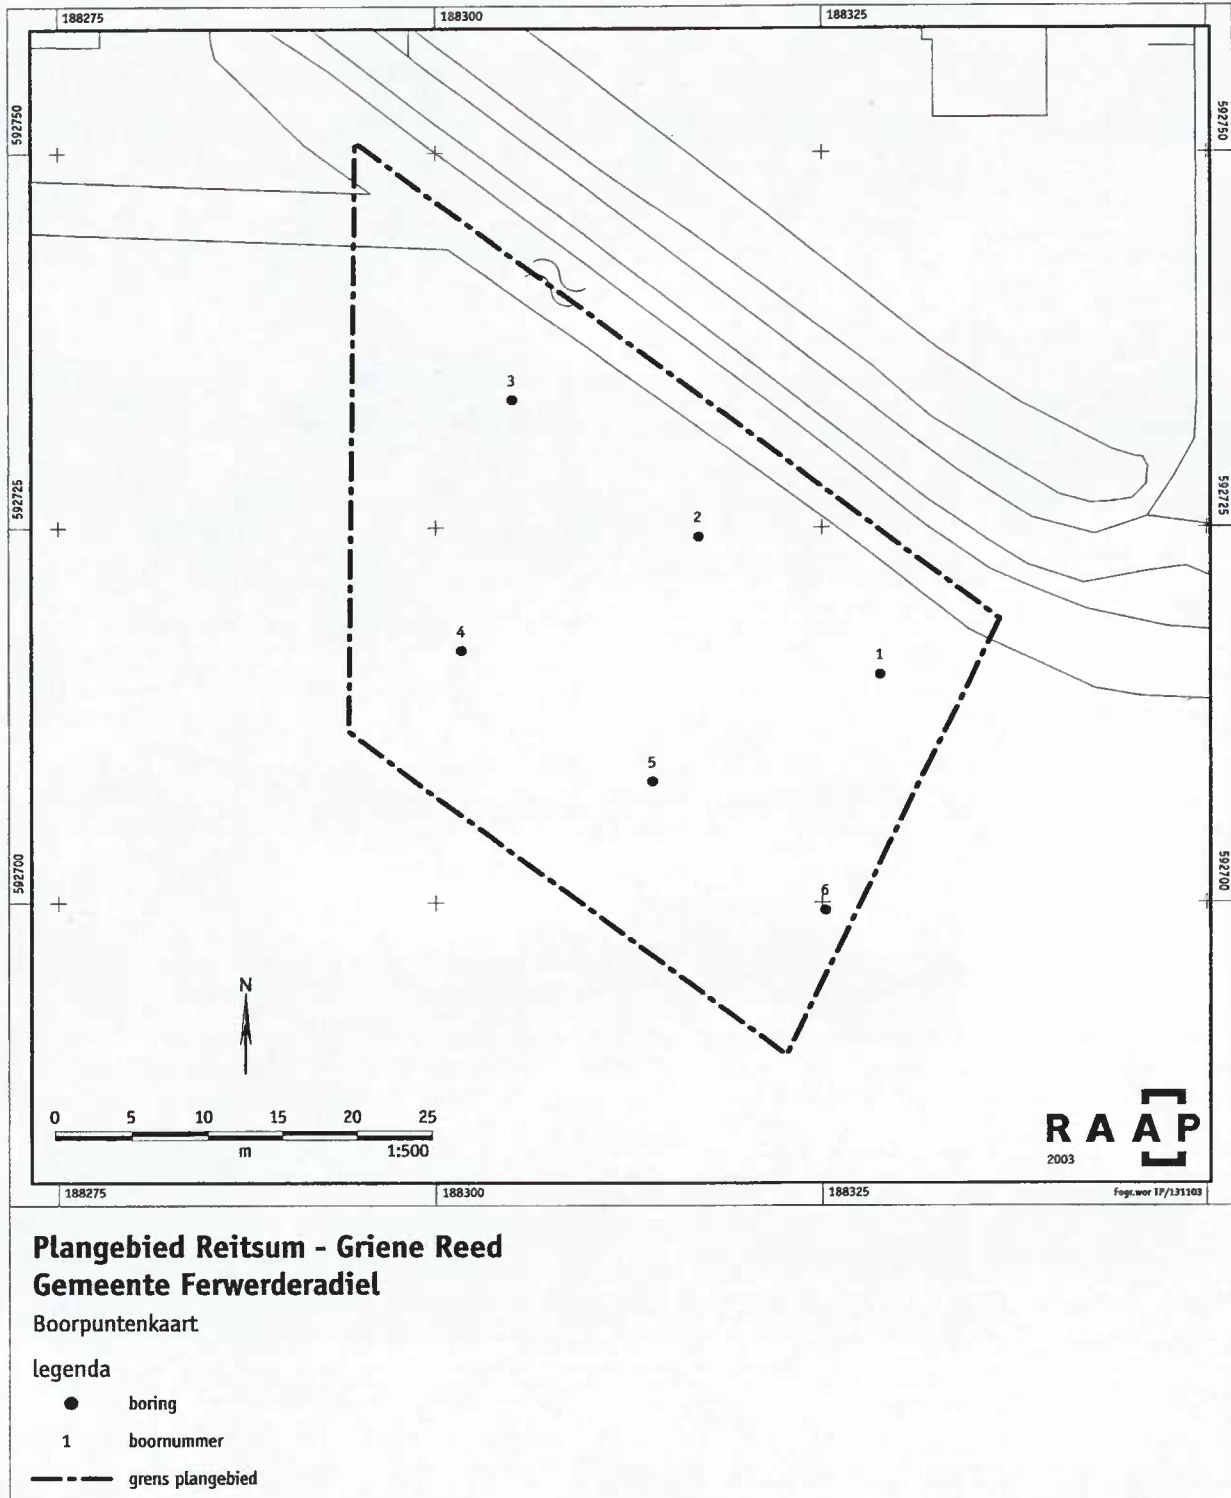 188275
188300
188325
592750
592750
3
592725
592725
2
4
1
5
592700
592700
6
N
0 5 10 15 20 25
m 1:500
RAAP
2003
188275
188300
188325
fogr.wor TP/131103
Plangebied Reitsum - Griene Reed
Gemeente Ferwerderadiel
Boorpuntenkaart
legenda
boring
1 boornummer
grens plangebied